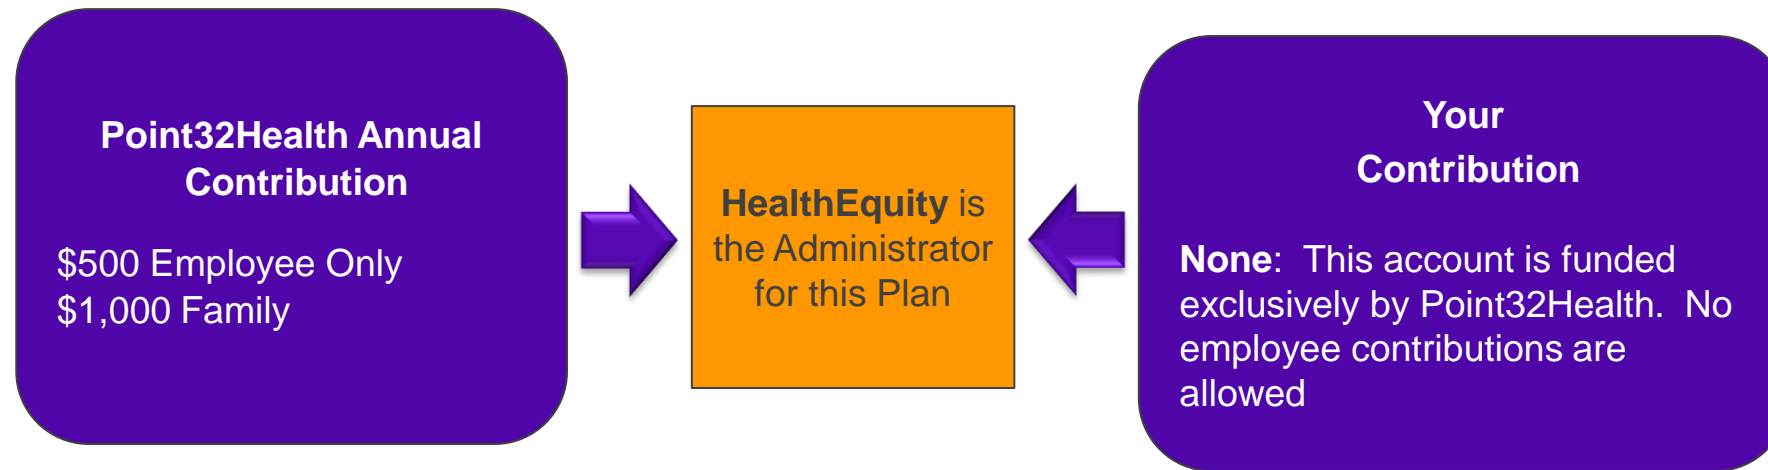 Point32Health Annual
Contribution
$500 Employee Only
$1,000 Family
HealthEquity is
the Administrator
for this Plan
Your
Contribution
None:  This account is funded
exclusively by Point32Health.  No
employee contributions are
allowed